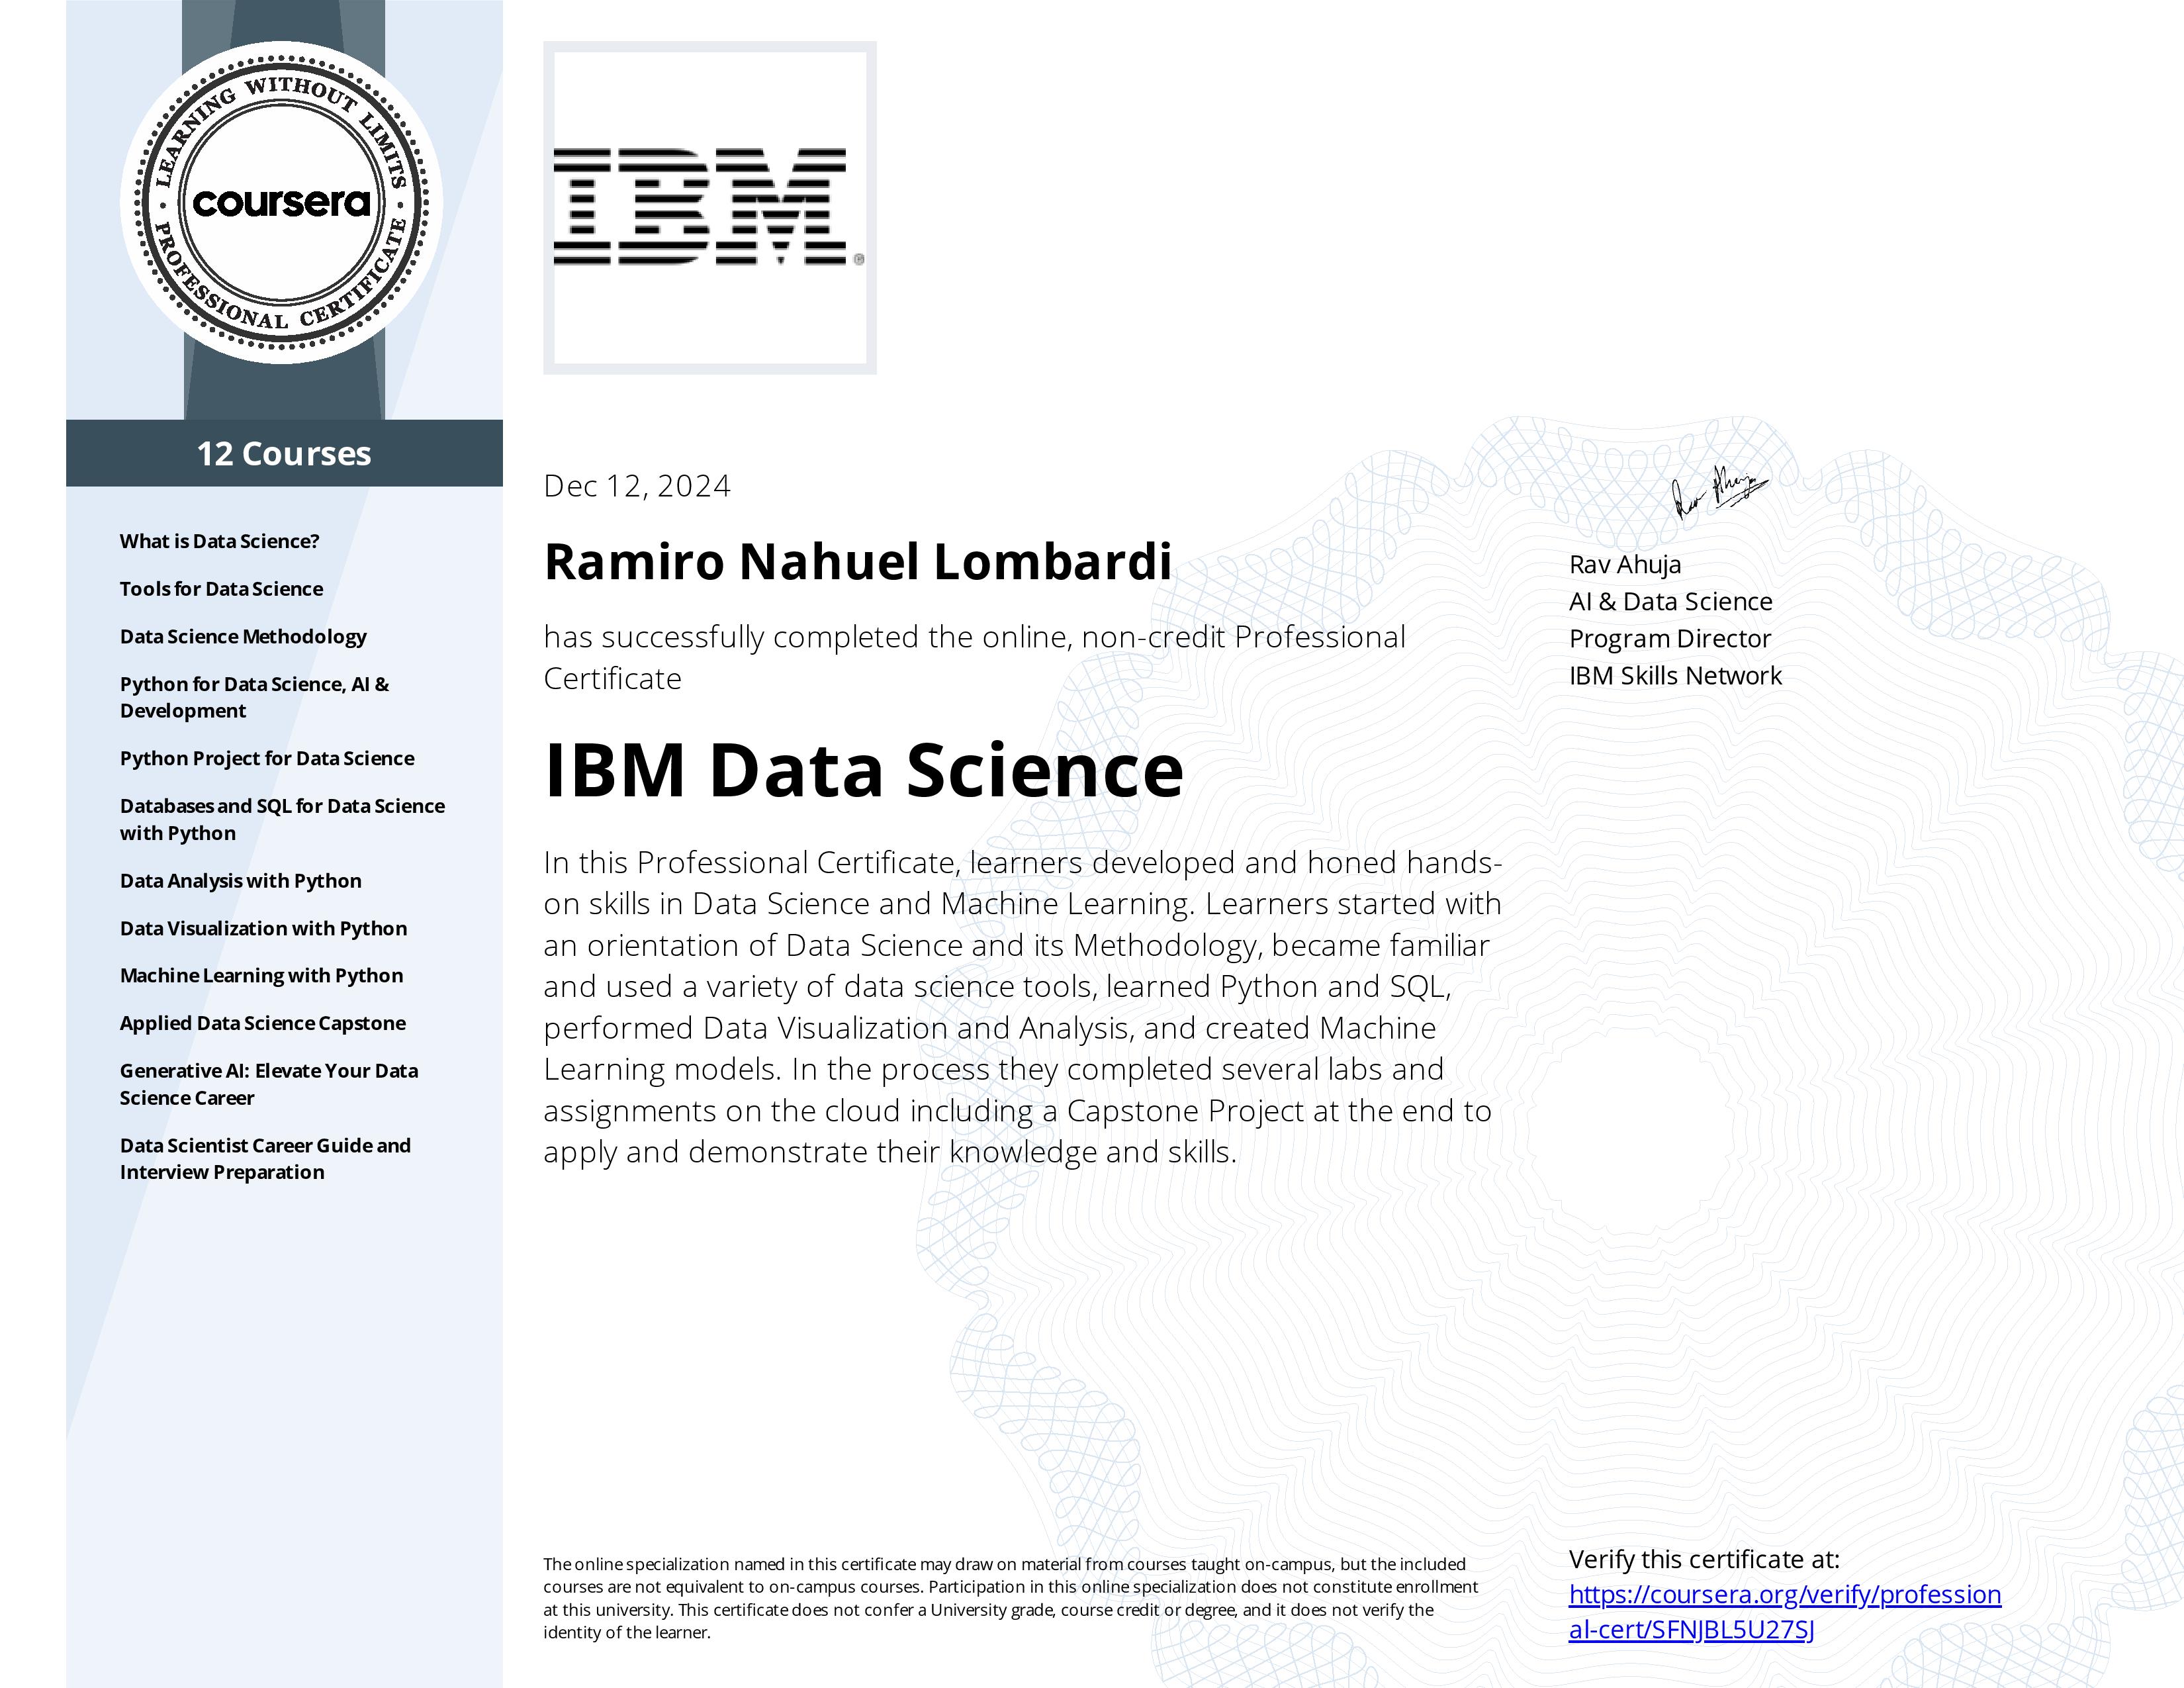 LEARNING WITHOUT LIMITS
coursera
PROFESSIONAL CERTIFICATE
12 Courses
What is Data Science?
Tools for Data Science
Data Science Methodology
Python for Data Science, AI &
Development
Python Project for Data Science
Databases and SQL for Data Science
with Python
Data Analysis with Python
Data Visualization with Python
Machine Learning with Python
Applied Data Science Capstone
Generative AI: Elevate Your Data
Science Career
Data Scientist Career Guide and
Interview Preparation
IBM®
Dec 12, 2024
Ramiro Nahuel Lombardi
has successfully completed the online, non-credit Professional
Certificate
IBM Data Science
In this Professional Certificate, learners developed and honed hands-
on skills in Data Science and Machine Learning. Learners started with
an orientation of Data Science and its Methodology, became familiar
and used a variety of data science tools, learned Python and SQL,
performed Data Visualization and Analysis, and created Machine
Learning models. In the process they completed several labs and
assignments on the cloud including a Capstone Project at the end to
apply and demonstrate their knowledge and skills.
Rav Ahuja
Rav Ahuja
AI & Data Science
Program Director
IBM Skills Network
The online specialization named in this certificate may draw on material from courses taught on-campus, but the included
courses are not equivalent to on-campus courses. Participation in this online specialization does not constitute enrollment
at this university. This certificate does not confer a University grade, course credit or degree, and it does not verify the
identity of the learner.
Verify this certificate at:
https://coursera.org/verify/profession
al-cert/SFNJBL5U27SJ